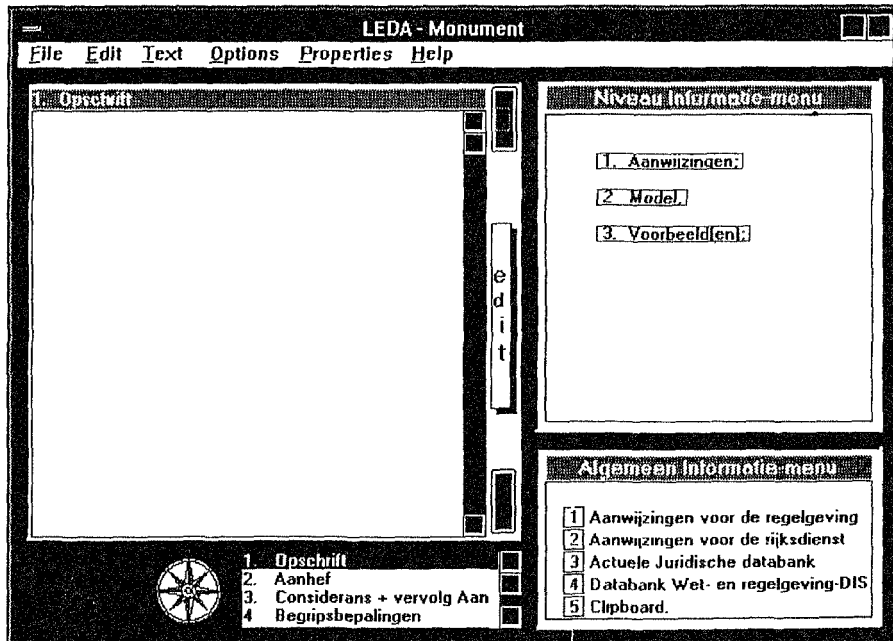 LEDA - Monument
File Edit Text Options Properties Help
1. Opschrift
edit
Niveau Informatie-menu
1. Aanwijzingen;
2 Model,
3. Voorbeeld(en);
Algemeen Informatie-menu
1 Aanwijzingen voor de regelgeving
2 Aanwijzingen voor de rijksdienst
3 Actuele Juridische databank
4 Databank Wet- en regelgeving-DIS
5 Clipboard.
1. Opschrift
2. Aanhef
3. Considerans + vervolg Aan
4 Begripsbepalingen